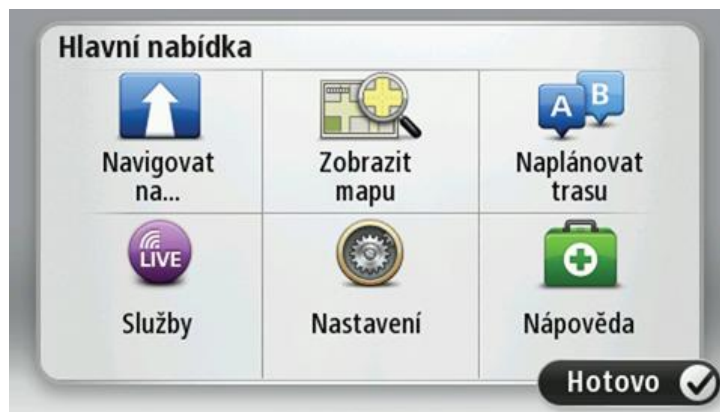 Hlavní nabídka
Navigovat
na...
Zobrazit
mapu
A B
Naplánovat
trasu
LIVE
Služby
Nastavení
Nápověda
Hotovo